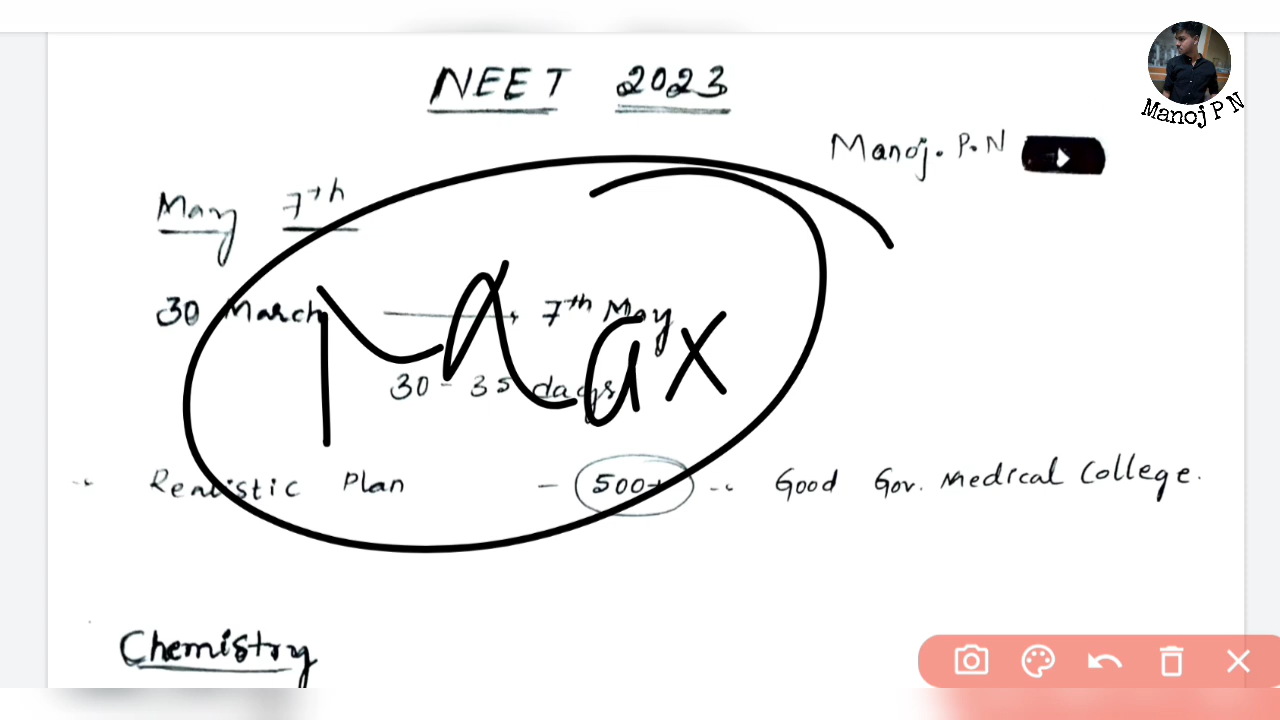 NEET 2023
Manoj P N
Manoj. P.N
May 7th
30 March 7th May
Max
30 - 35 days
Realistic Plan - 500+ Good Gov. Medical College.
Chemistry